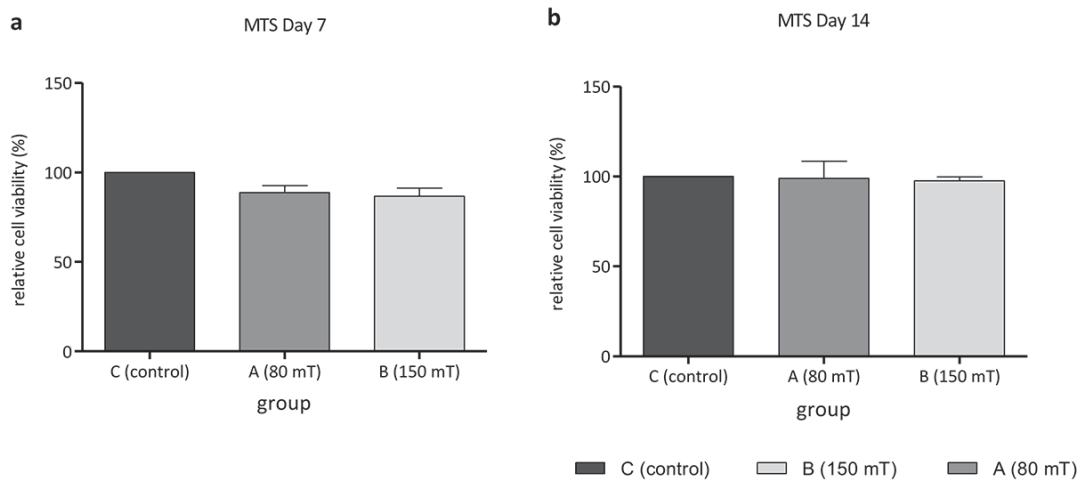 a
MTS Day 7
150
100
50
0
relative cell viability (%)
C (control) A (80 mT) B (150 mT)
group
b
MTS Day 14
150
100
50
0
relative cell viability (%)
C (control) A (80 mT) B (150 mT)
group
C (control) B (150 mT) A (80 mT)